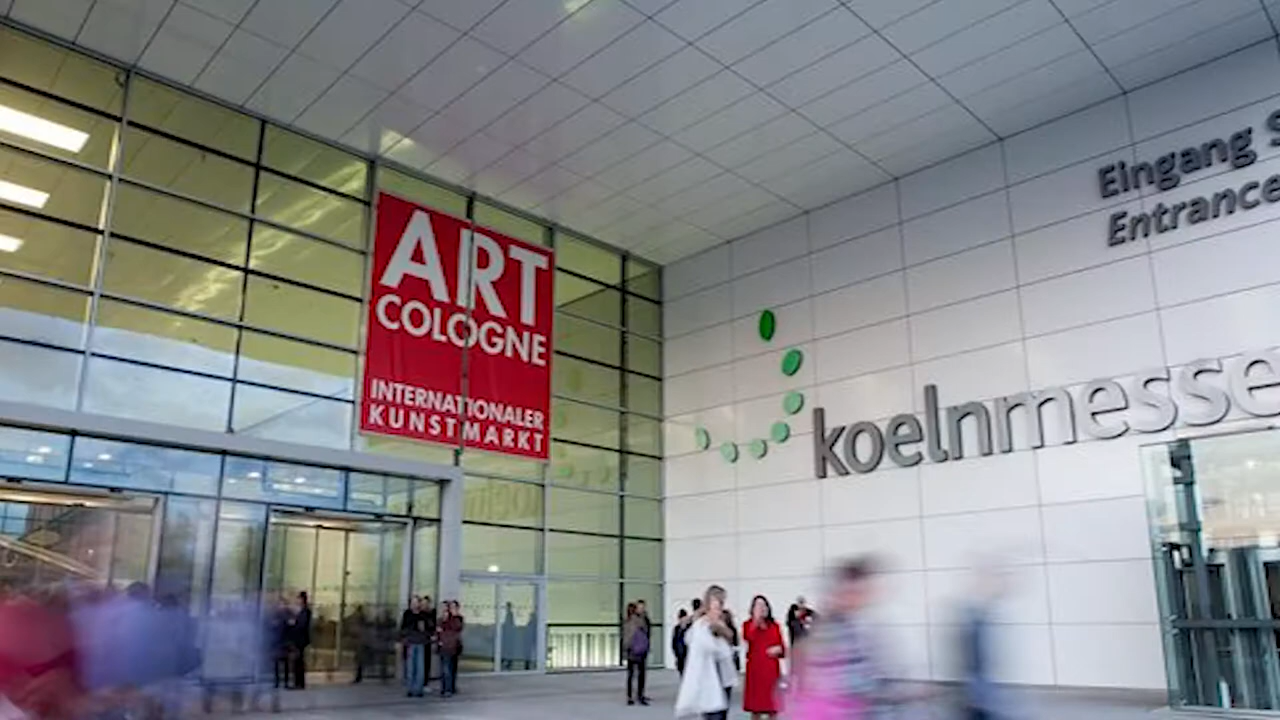 ART
COLOGNE
INTERNATIONALER
KUNSTMARKT
Eingang
Entrance
koelnmesse